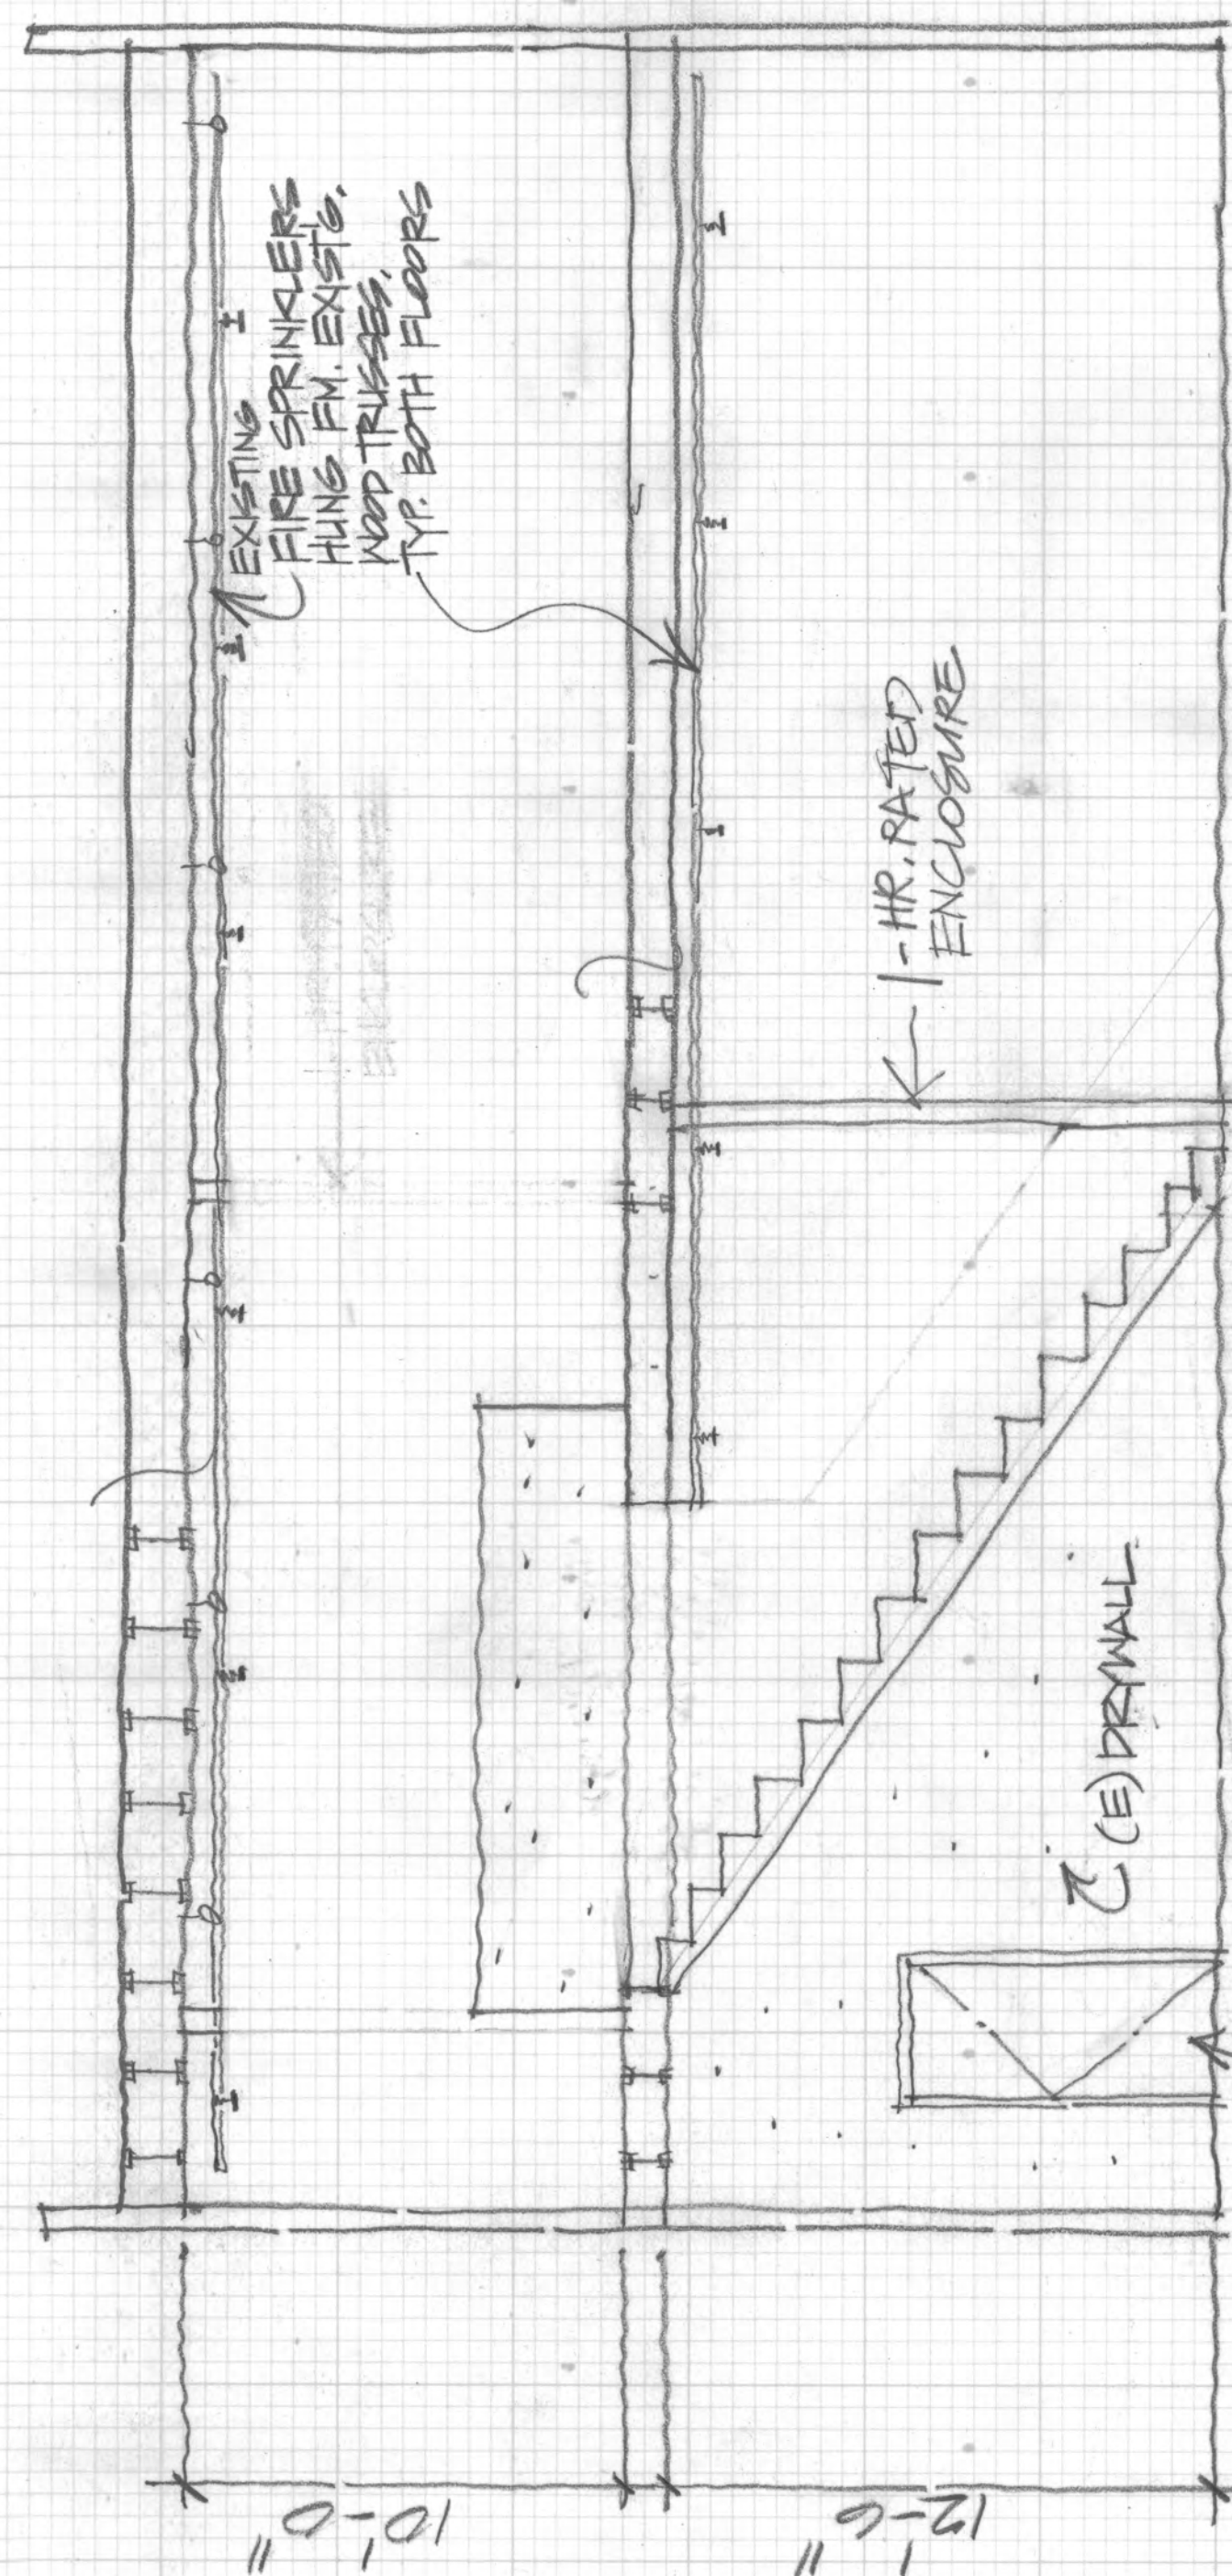 EXISTING
FIRE SPRINKLERS
HUNG FM. EXIST'G.
WOOD TRUSSES,
TYP. BOTH FLOORS
1-HR. RATED
ENCLOSURE
(E) DRYWALL
10'-0"
12'-6"